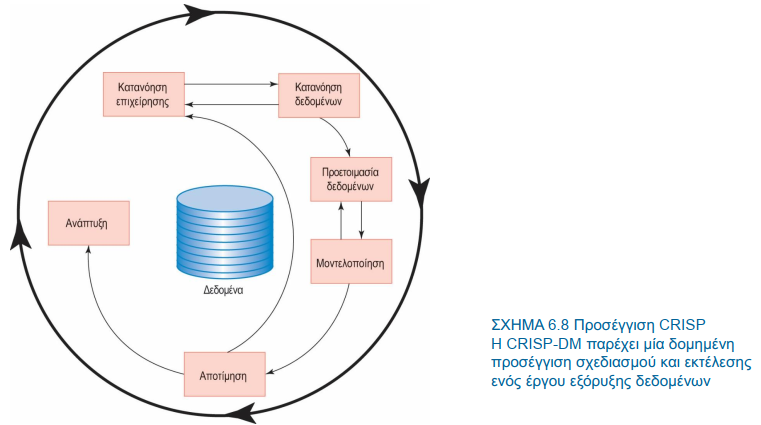 Κατανόηση
επιχείρησης
Κατανόηση
δεδομένων
Προετοιμασία
δεδομένων
Ανάπτυξη
Μοντελοποίηση
Δεδομένα
Αποτίμηση
ΣΧΗΜΑ 6.8 Προσέγγιση CRISP
Η CRISP-DM παρέχει μία δομημένη
προσέγγιση σχεδιασμού και εκτέλεσης
ενός έργου εξόρυξης δεδομένων